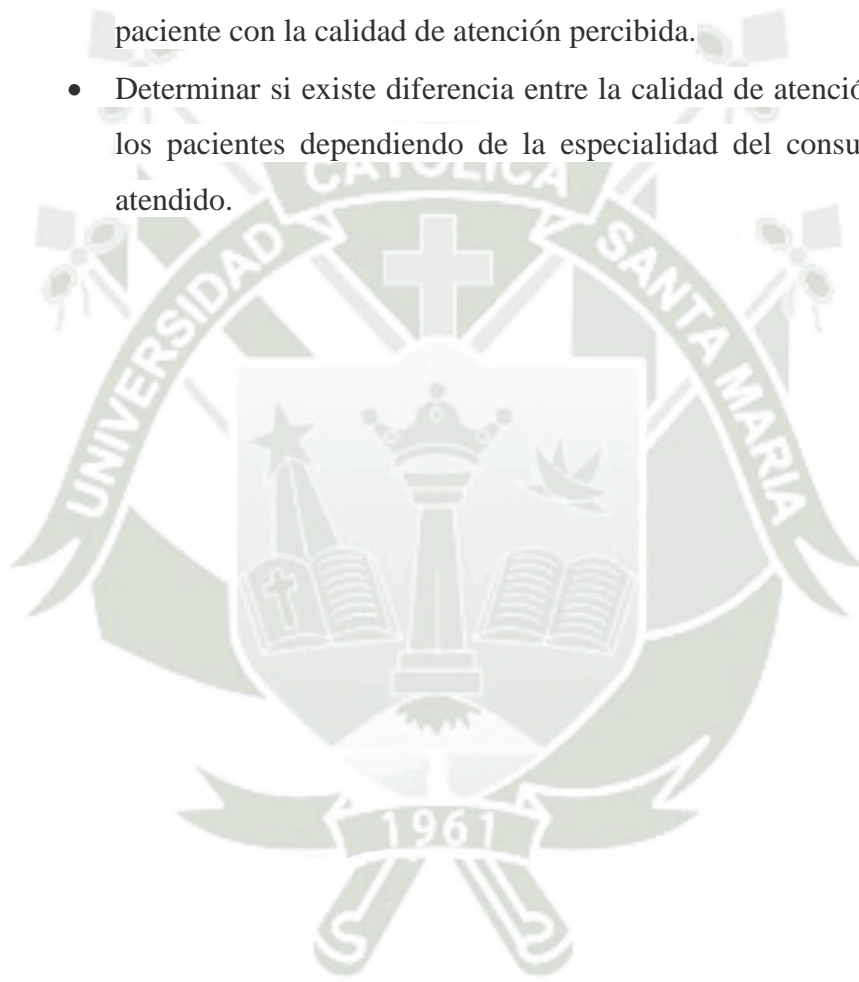 paciente con la calidad de atención percibida.
• Determinar si existe diferencia entre la calidad de atenció
los pacientes dependiendo de la especialidad del consu
atendido.
CATOLICA
UNIVERSIDAD
SANTA MARIA
1961